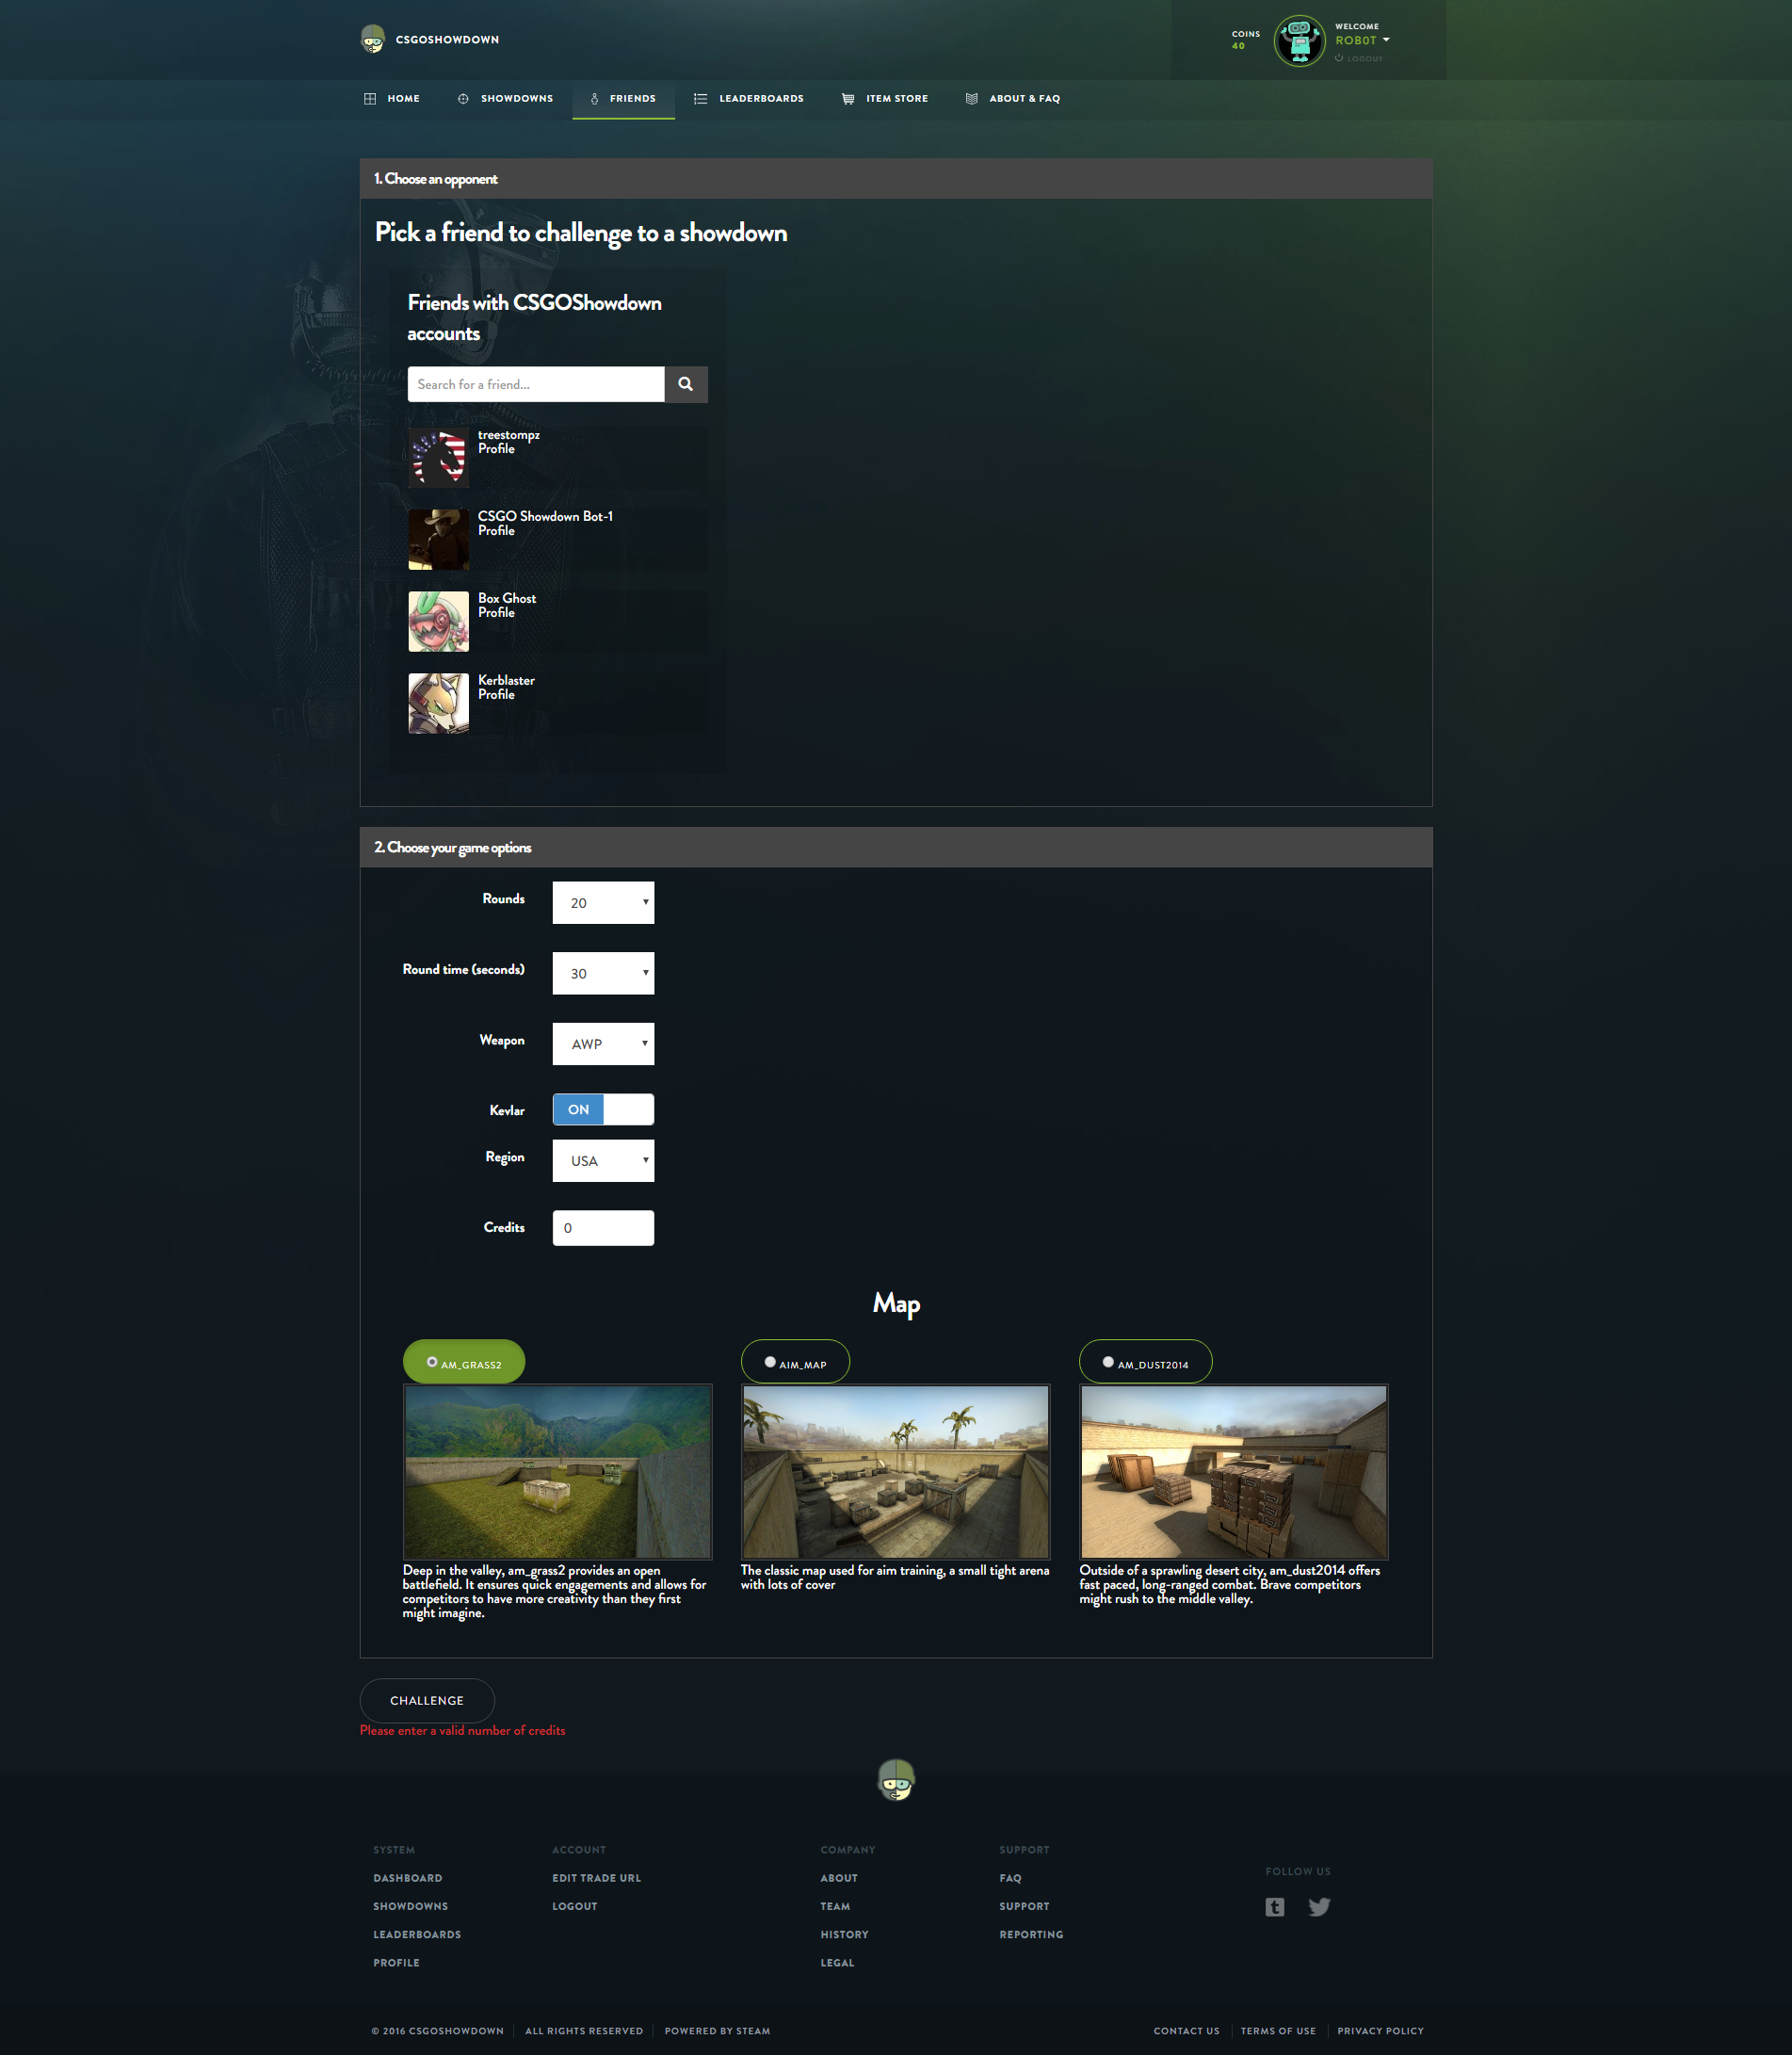 CSGOSHOWDOWN
COINS
40
WELCOME
ROB0T
LOGOUT
HOME
SHOWDOWNS
FRIENDS
LEADERBOARDS
ITEM STORE
ABOUT & FAQ
1. Choose an opponent
Pick a friend to challenge to a showdown
Friends with CSGOShowdown
accounts
Search for a friend...
treestompz
Profile
CSGO Showdown Bot-1
Profile
Box Ghost
Profile
Kerblaster
Profile
2. Choose your game options
Rounds
20
Round time (seconds)
30
Weapon
AWP
Kevlar
ON
Region
USA
Credits
0
Map
AM_GRASS2
AIM_MAP
AM_DUST2014
Deep in the valley, am_grass2 provides an open
battlefield. It ensures quick engagements and allows for
competitors to have more creativity than they first
might imagine.
The classic map used for aim training, a small tight arena
with lots of cover
Outside of a sprawling desert city, am_dust2014 offers
fast paced, long-ranged combat. Brave competitors
might rush to the middle valley.
CHALLENGE
Please enter a valid number of credits
SYSTEM
DASHBOARD
SHOWDOWNS
LEADERBOARDS
PROFILE
ACCOUNT
EDIT TRADE URL
LOGOUT
COMPANY
ABOUT
TEAM
HISTORY
LEGAL
SUPPORT
FAQ
SUPPORT
REPORTING
FOLLOW US
© 2016 CSGOSHOWDOWN
ALL RIGHTS RESERVED
POWERED BY STEAM
CONTACT US
TERMS OF USE
PRIVACY POLICY